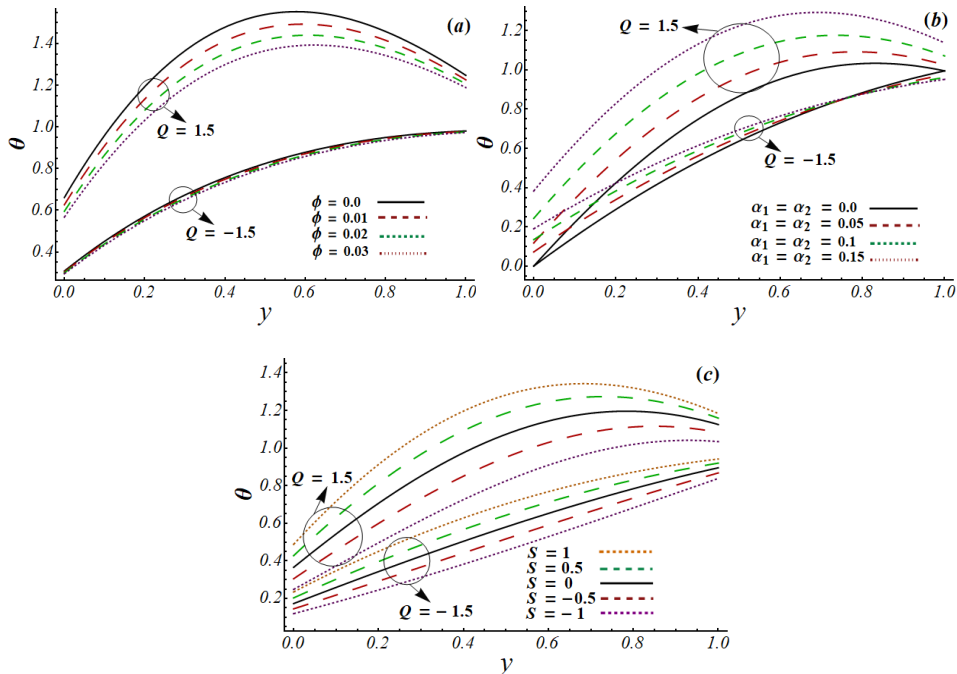 (a)
1.4
1.2
1.0
0.8
0.6
0.4
θ
Q = 1.5
Q = −1.5
ϕ = 0.0
ϕ = 0.01
ϕ = 0.02
ϕ = 0.03
0.0 0.2 0.4 0.6 0.8 1.0
y
(b)
1.2
1.0
0.8
0.6
0.4
0.2
0.0
θ
Q = 1.5
Q = −1.5
α1 = α2 = 0.0
α1 = α2 = 0.05
α1 = α2 = 0.1
α1 = α2 = 0.15
0.0 0.2 0.4 0.6 0.8 1.0
y
(c)
1.4
1.2
1.0
0.8
0.6
0.4
0.2
θ
Q = 1.5
Q = −1.5
S = 1
S = 0.5
S = 0
S = −0.5
S = −1
0.0 0.2 0.4 0.6 0.8 1.0
y